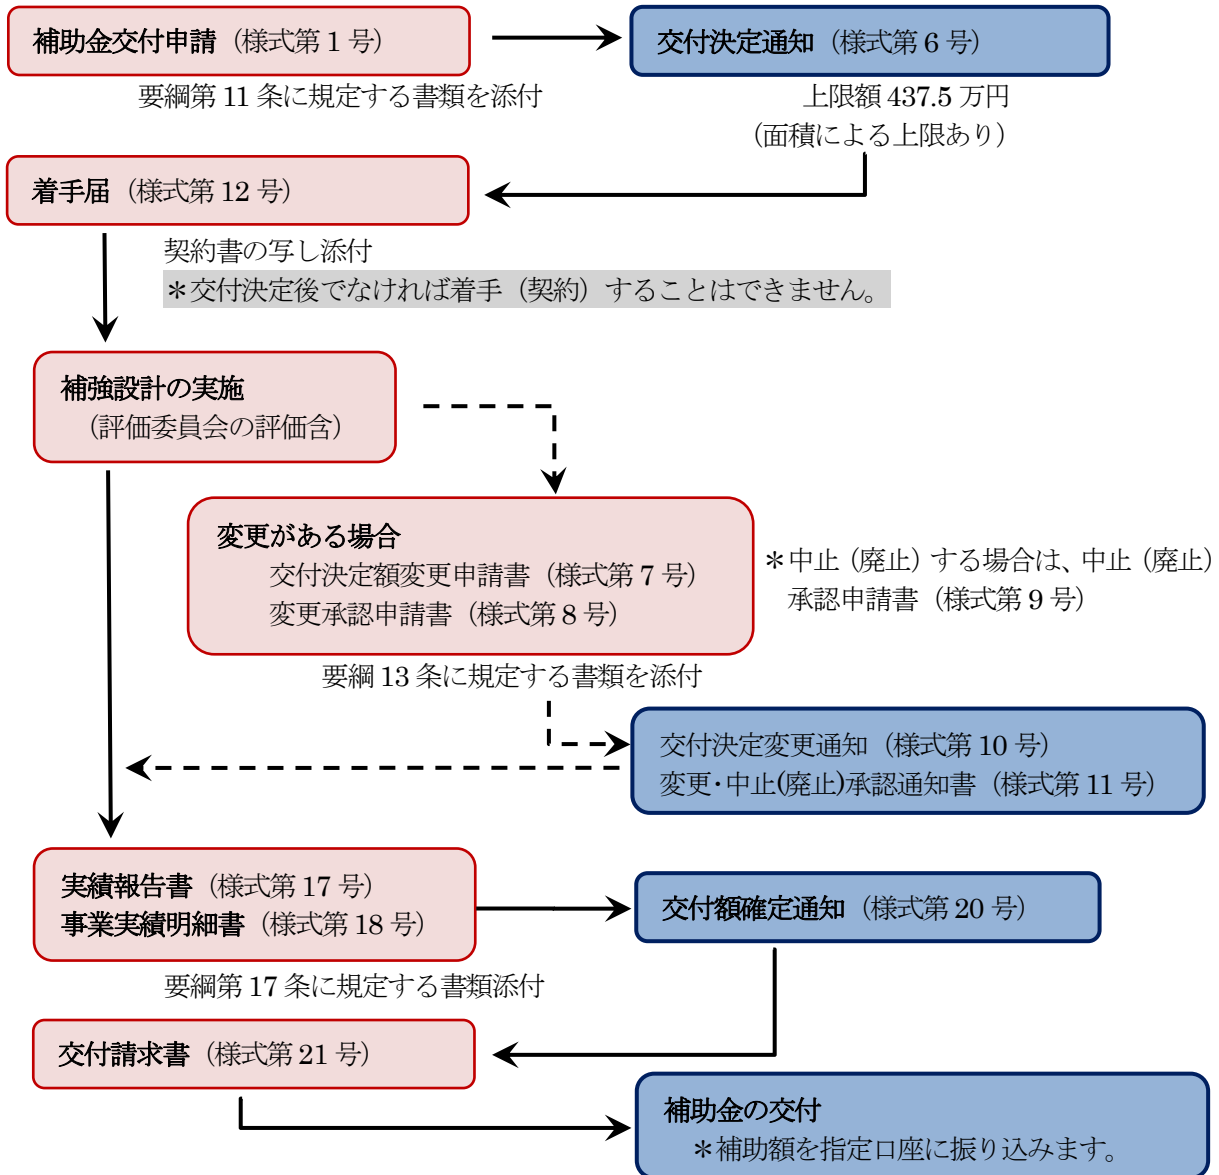 補助金交付申請（様式第1号）
交付決定通知（様式第6号）
要綱第11条に規定する書類を添付
上限額437.5万円
（面積による上限あり）
着手届（様式第12号）
契約書の写し添付
＊交付決定後でなければ着手（契約）することはできません。
補強設計の実施
（評価委員会の評価含）
変更がある場合
交付決定額変更申請書（様式第7号）
変更承認申請書（様式第8号）
＊中止（廃止）する場合は、中止（廃止）
承認申請書（様式第9号）
要綱13条に規定する書類を添付
交付決定変更通知（様式第10号）
変更・中止(廃止)承認通知書（様式第11号）
実績報告書（様式第17号）
事業実績明細書（様式第18号）
交付額確定通知（様式第20号）
要綱第17条に規定する書類添付
交付請求書（様式第21号）
補助金の交付
＊補助額を指定口座に振り込みます。